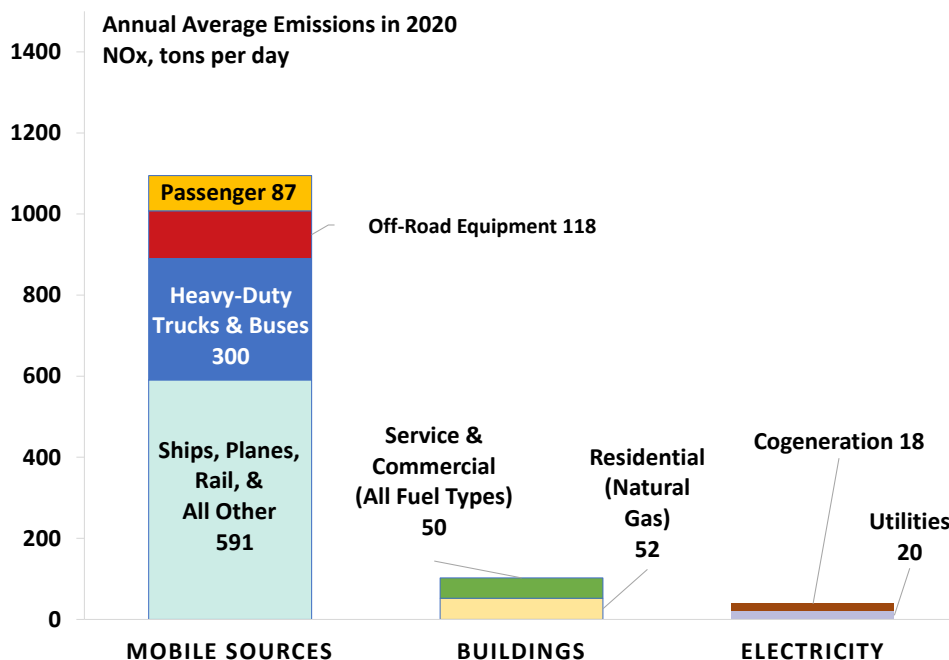 Annual Average Emissions in 2020
NOx, tons per day
1400
1200
1000
800
600
400
200
0
Passenger 87
Off-Road Equipment 118
Heavy-Duty
Trucks & Buses
300
Ships, Planes,
Rail, &
All Other
591
Service &
Commercial
(All Fuel Types)
50
Residential
(Natural
Gas)
52
Cogeneration 18
Utilities
20
MOBILE SOURCES
BUILDINGS
ELECTRICITY